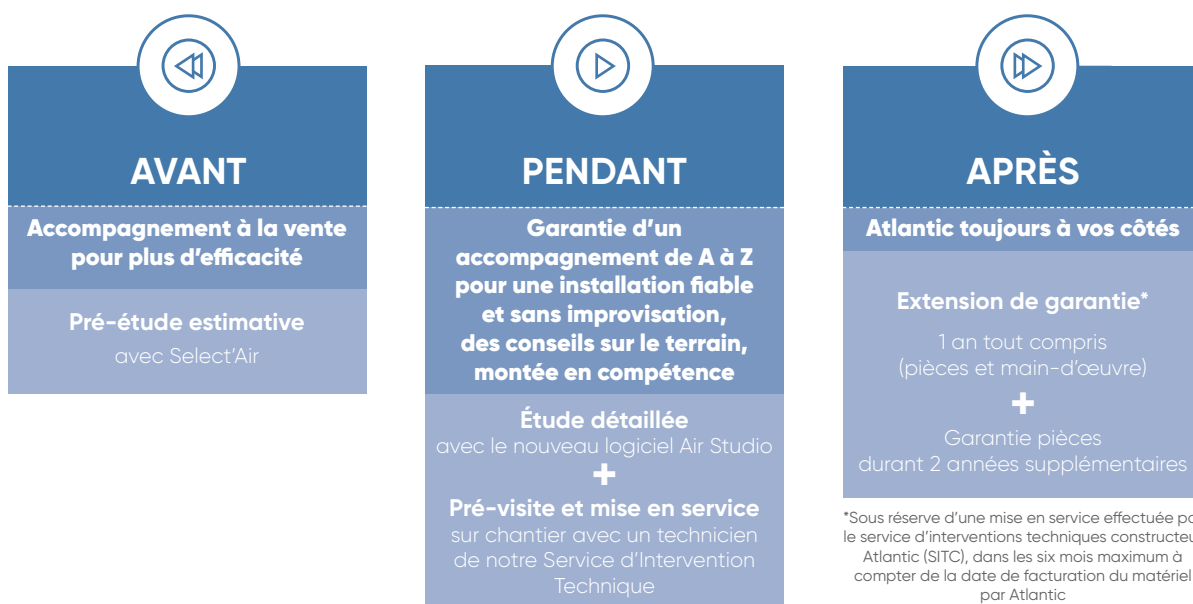 AVANT
Accompagnement à la vente
pour plus d'efficacité
Pré-étude estimative
avec Select'Air
PENDANT
Garantie d'un
accompagnement de A à Z
pour une installation fiable
et sans improvisation,
des conseils sur le terrain,
montée en compétence
Étude détaillée
avec le nouveau logiciel Air Studio
+
Pré-visite et mise en service
sur chantier avec un technicien
de notre Service d'Intervention
Technique
APRÈS
Atlantic toujours à vos côtés
Extension de garantie*
1 an tout compris
(pièces et main-d'œuvre)
+
Garantie pièces
durant 2 années supplémentaires
*Sous réserve d'une mise en service effectuée
le service d'interventions techniques
Atlantic (SITC), dans les six mois maximum à
compter de la date de facturation du matériel
par Atlantic